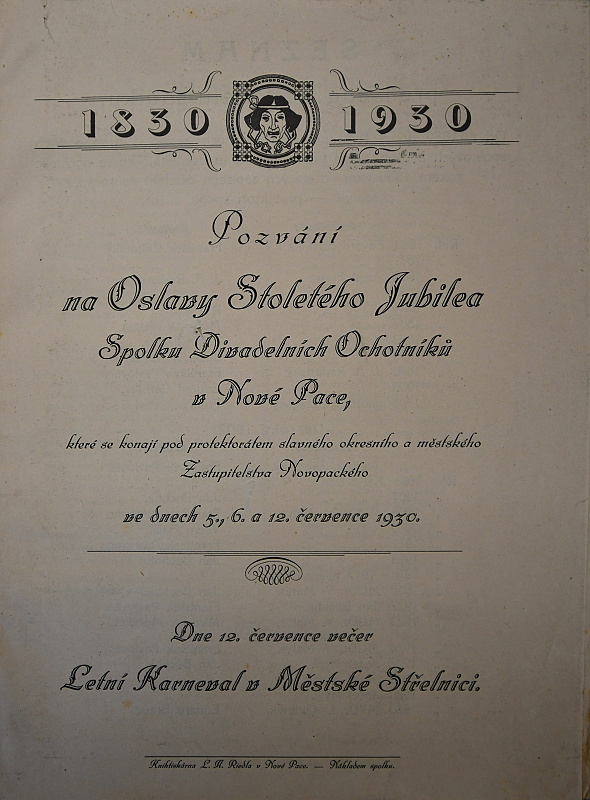 1830 1930
Pozvání
na Oslavy Stoletého Jubilea
Spolku Divadelních Ochotníků
v Nové Pace,
které se konají pod protektorátem slavného okresního a městského
Zastupitelstva Novopackého
ve dnech 5., 6. a 12. července 1930.
Dne 12. července večer
Letní Karneval v Městské Střelnici.
Knihtiskárna L. A. Riedla v Nové Pace. — Nákladem spolku.